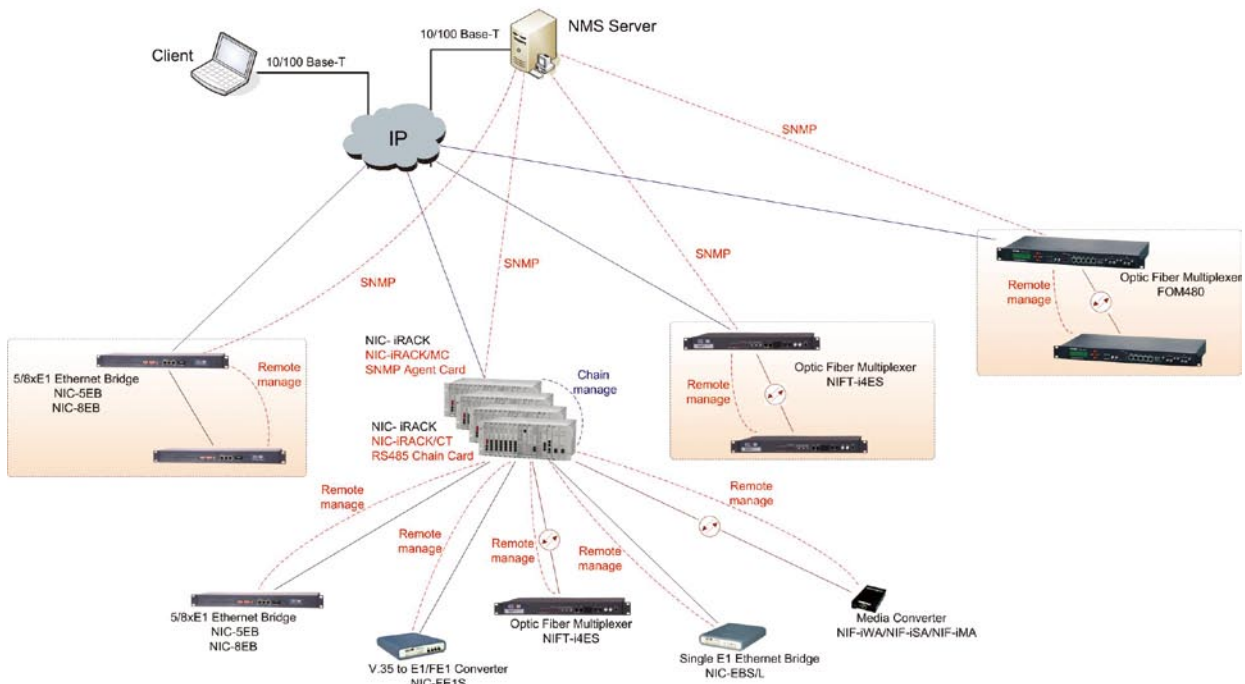 NMS Server
10/100 Base-T
Client
10/100 Base-T
IP
SNMP
SNMP
SNMP
SNMP
Optic Fiber Multiplexer
FOM480
Remote
manage
5/8xE1 Ethernet Bridge
NIC-5EB
NIC-8EB
Remote
manage
NIC- iRACK
NIC-iRACK/MC
SNMP Agent Card
Chain
manage
NIC- iRACK
NIC-iRACK/CT
RS485 Chain Card
Optic Fiber Multiplexer
NIFT-i4ES
Remote
manage
Remote
manage
Remote
manage
Remote
manage
Remote
manage
Remote
manage
5/8xE1 Ethernet Bridge
NIC-5EB
NIC-8EB
V.35 to E1/FE1 Converter
NIC-FE1S
Optic Fiber Multiplexer
NIFT-i4ES
Single E1 Ethernet Bridge
NIC-EBS/L
Media Converter
NIF-iWA/NIF-iSA/NIF-iMA